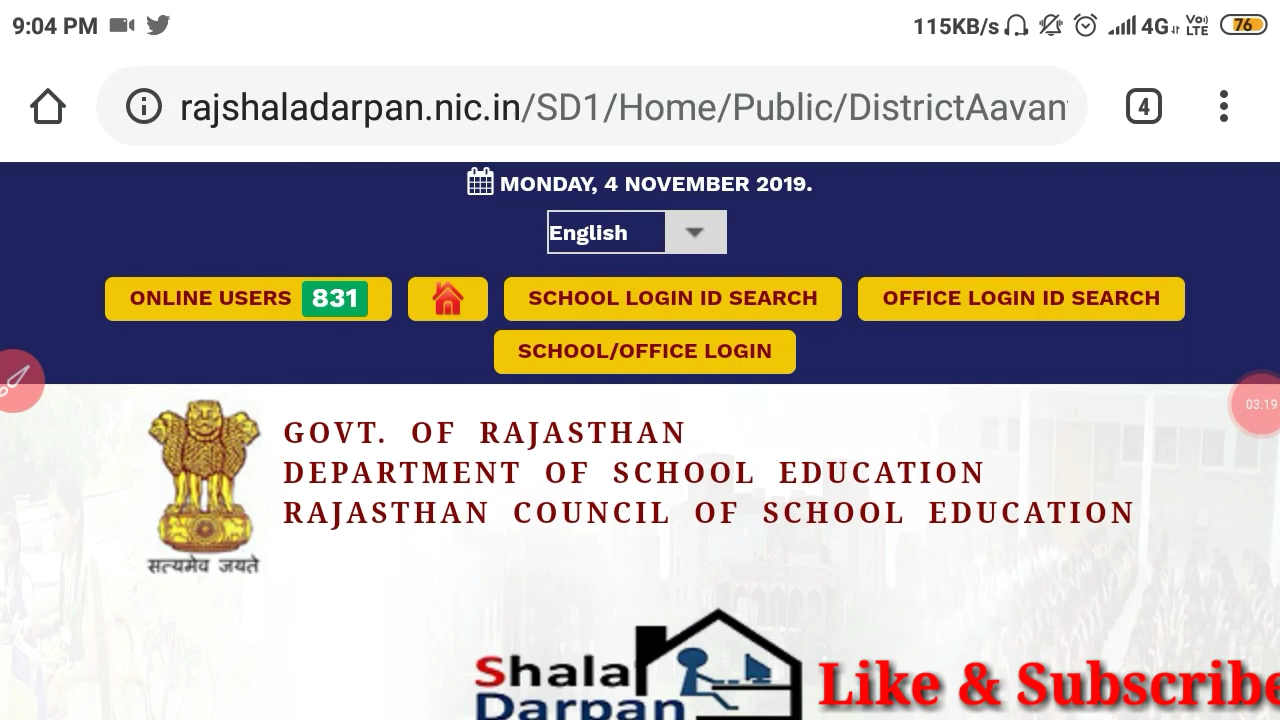 9:04 PM 115KB/s 4G Vo) LTE 76
rajshaladarpan.nic.in/SD1/Home/Public/DistrictAavan 4
MONDAY, 4 NOVEMBER 2019.
English
ONLINE USERS 831 SCHOOL LOGIN ID SEARCH OFFICE LOGIN ID SEARCH
SCHOOL/OFFICE LOGIN
03:19
GOVT. OF RAJASTHAN
DEPARTMENT OF SCHOOL EDUCATION
RAJASTHAN COUNCIL OF SCHOOL EDUCATION
सत्यमेव जयते
Shala
Darpan
Like & Subscribe